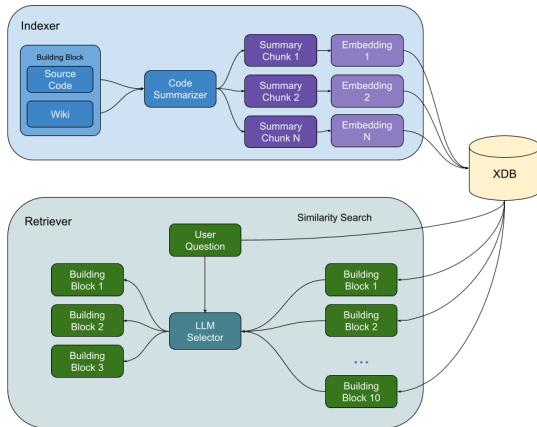 Indexer
Building Block
Source
Code
Wiki
Code
Summarizer
Summary
Chunk 1
Embedding
1
Summary
Chunk 2
Embedding
2
Summary
Chunk N
Embedding
N
XDB
Retriever
Similarity Search
User
Question
Building
Block 1
Building
Block 2
Building
Block 3
LLM
Selector
Building
Block 1
Building
Block 2
...
Building
Block 10